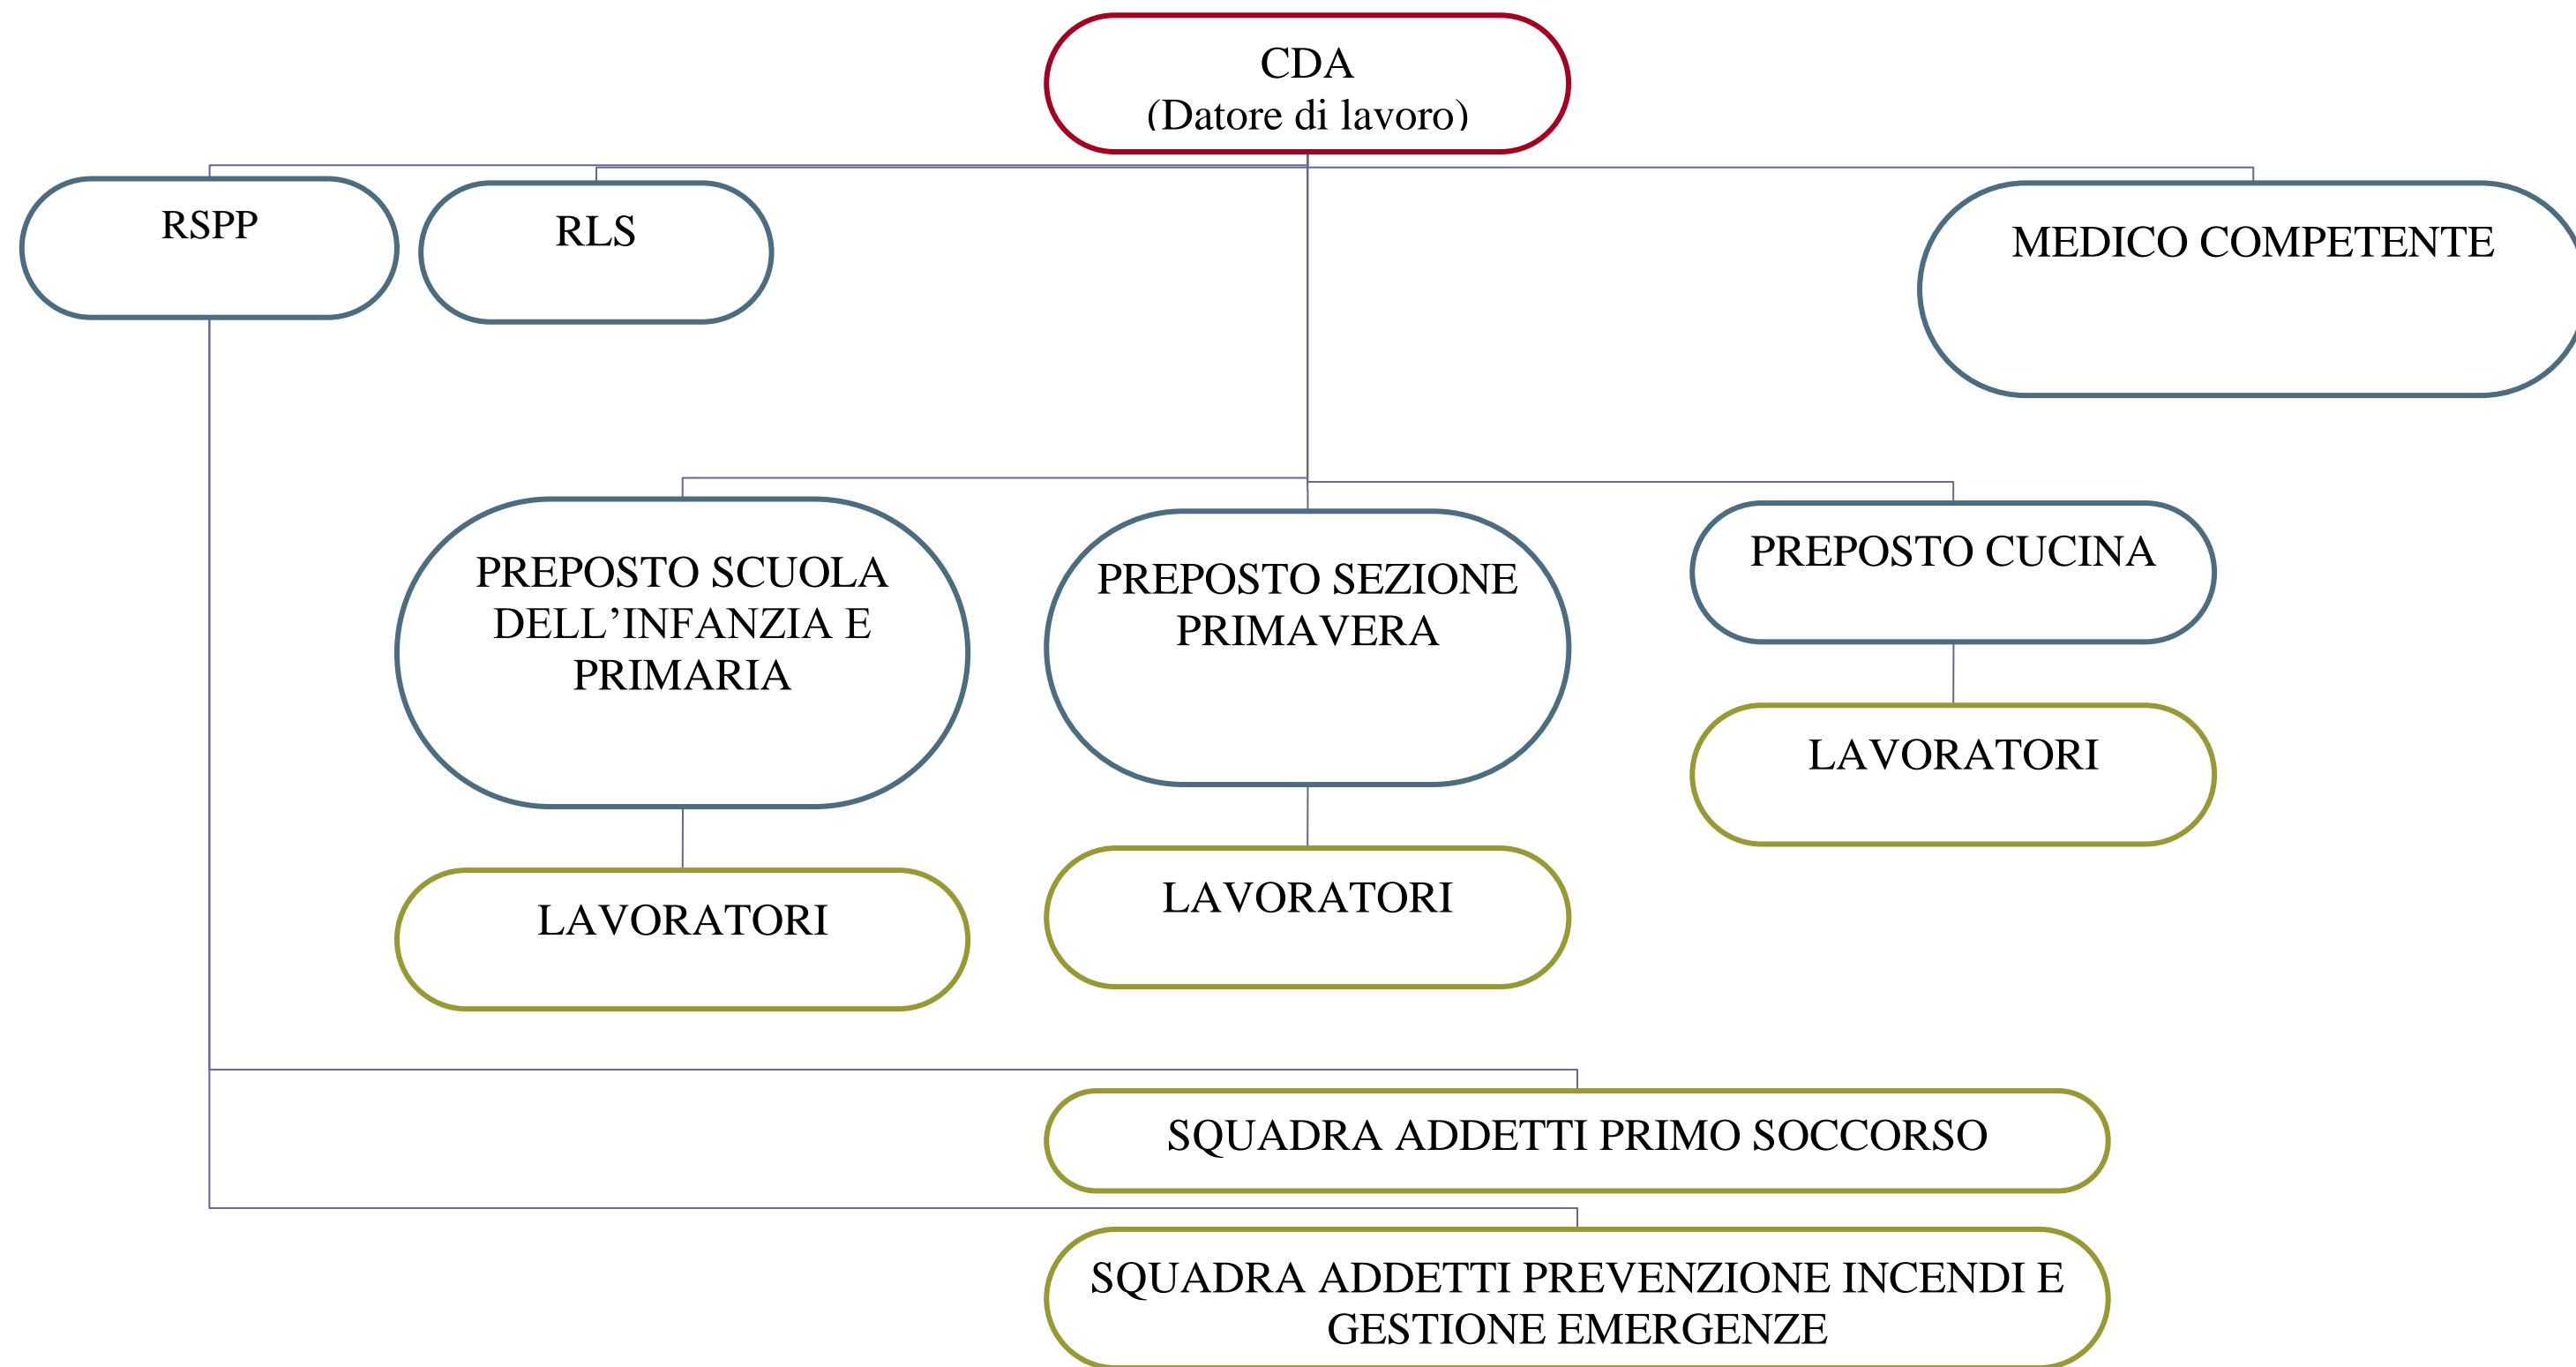 CDA
(Datore di lavoro)
RSPP
RLS
MEDICO COMPETENTE
PREPOSTO SCUOLA
DELL’INFANZIA E
PRIMARIA
PREPOSTO SEZIONE
PRIMAVERA
PREPOSTO CUCINA
LAVORATORI
LAVORATORI
LAVORATORI
SQUADRA ADDETTI PRIMO SOCCORSO
SQUADRA ADDETTI PREVENZIONE INCENDI E
GESTIONE EMERGENZE